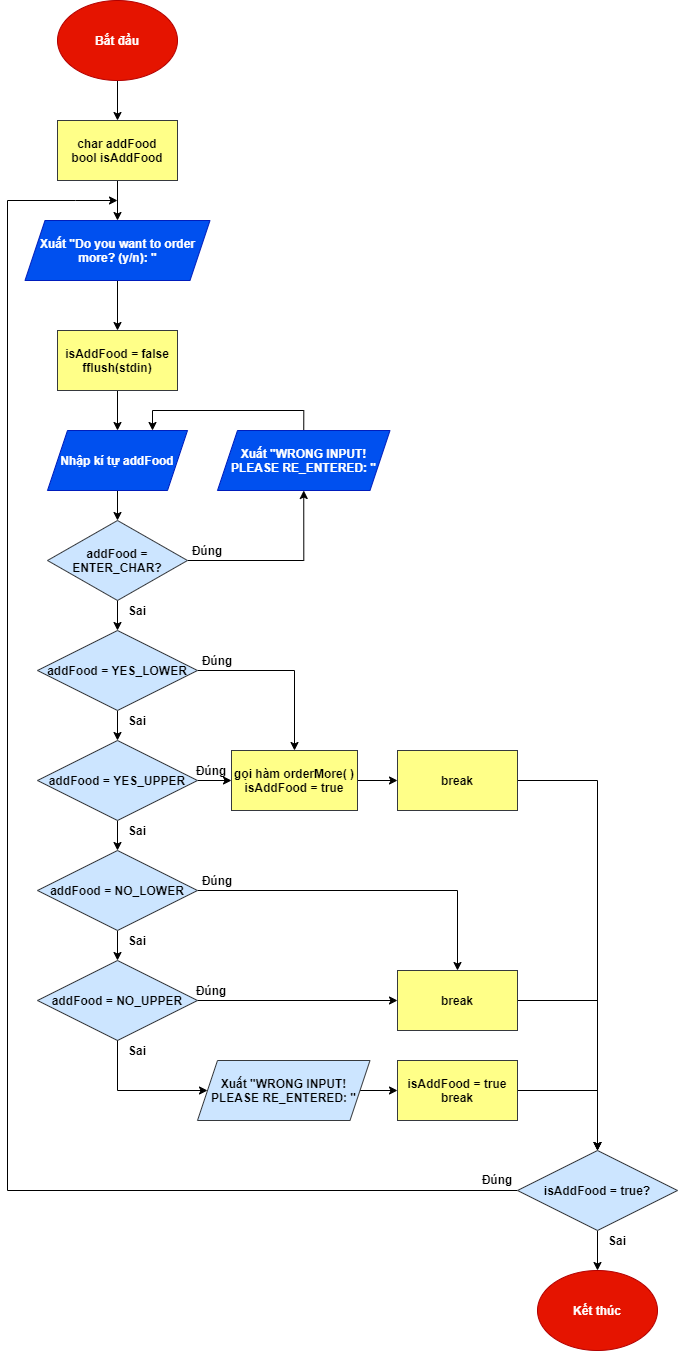 Bắt đầu
char addFood
bool isAddFood
Xuất "Do you want to order
more? (y/n): "
isAddFood = false
fflush(stdin)
Nhập kí tự addFood
Xuất "WRONG INPUT!
PLEASE RE_ENTERED: "
addFood =
ENTER_CHAR?
Đúng
Sai
addFood = YES_LOWER
Đúng
Sai
addFood = YES_UPPER
Đúng
gọi hàm orderMore( )
isAddFood = true
break
Sai
addFood = NO_LOWER
Đúng
Sai
addFood = NO_UPPER
Đúng
break
Sai
Xuất "WRONG INPUT!
PLEASE RE_ENTERED: "
isAddFood = true
break
Đúng
isAddFood = true?
Sai
Kết thúc